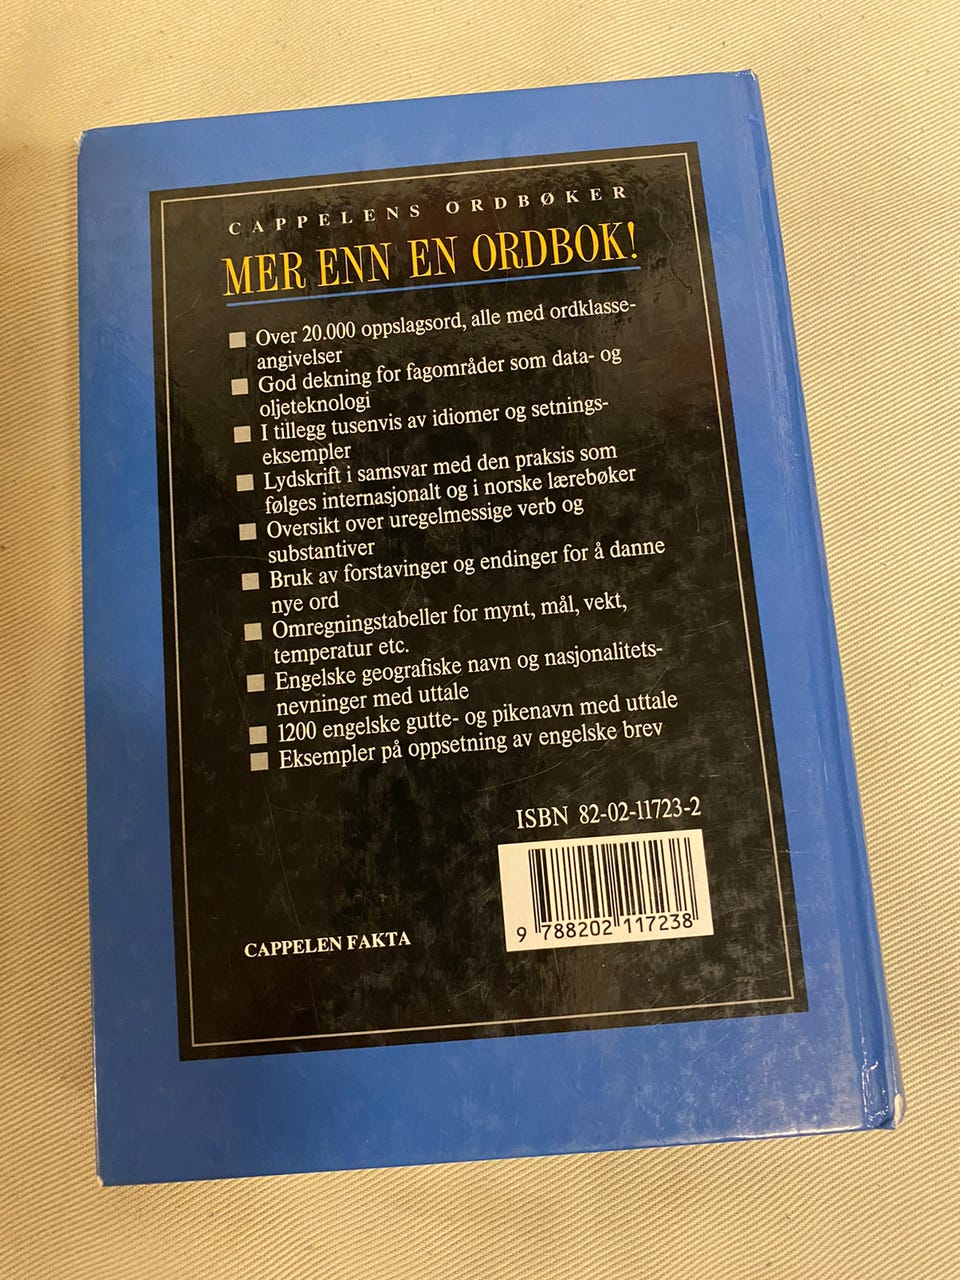 CAPPELENS ORDBØKER
MER ENN EN ORDBOK!
Over 20.000 oppslagsord, alle med ordklasse-
angivelser
God dekning for fagområder som data- og
oljeteknologi
I tillegg tusenvis av idiomer og setnings-
eksempler
Lydskrift i samsvar med den praksis som
følges internasjonalt og i norske lærebøker
Oversikt over uregelmessige verb og
substantiver
Bruk av forstavinger og endinger for å danne
nye ord
Omregningstabeller for mynt, mål, vekt,
temperatur etc.
Engelske geografiske navn og nasjonalitets-
nevninger med uttale
1200 engelske gutte- og pikenavn med uttale
Eksempler på oppsetning av engelske brev
ISBN 82-02-11723-2
9 788202 117238
CAPPELEN FAKTA